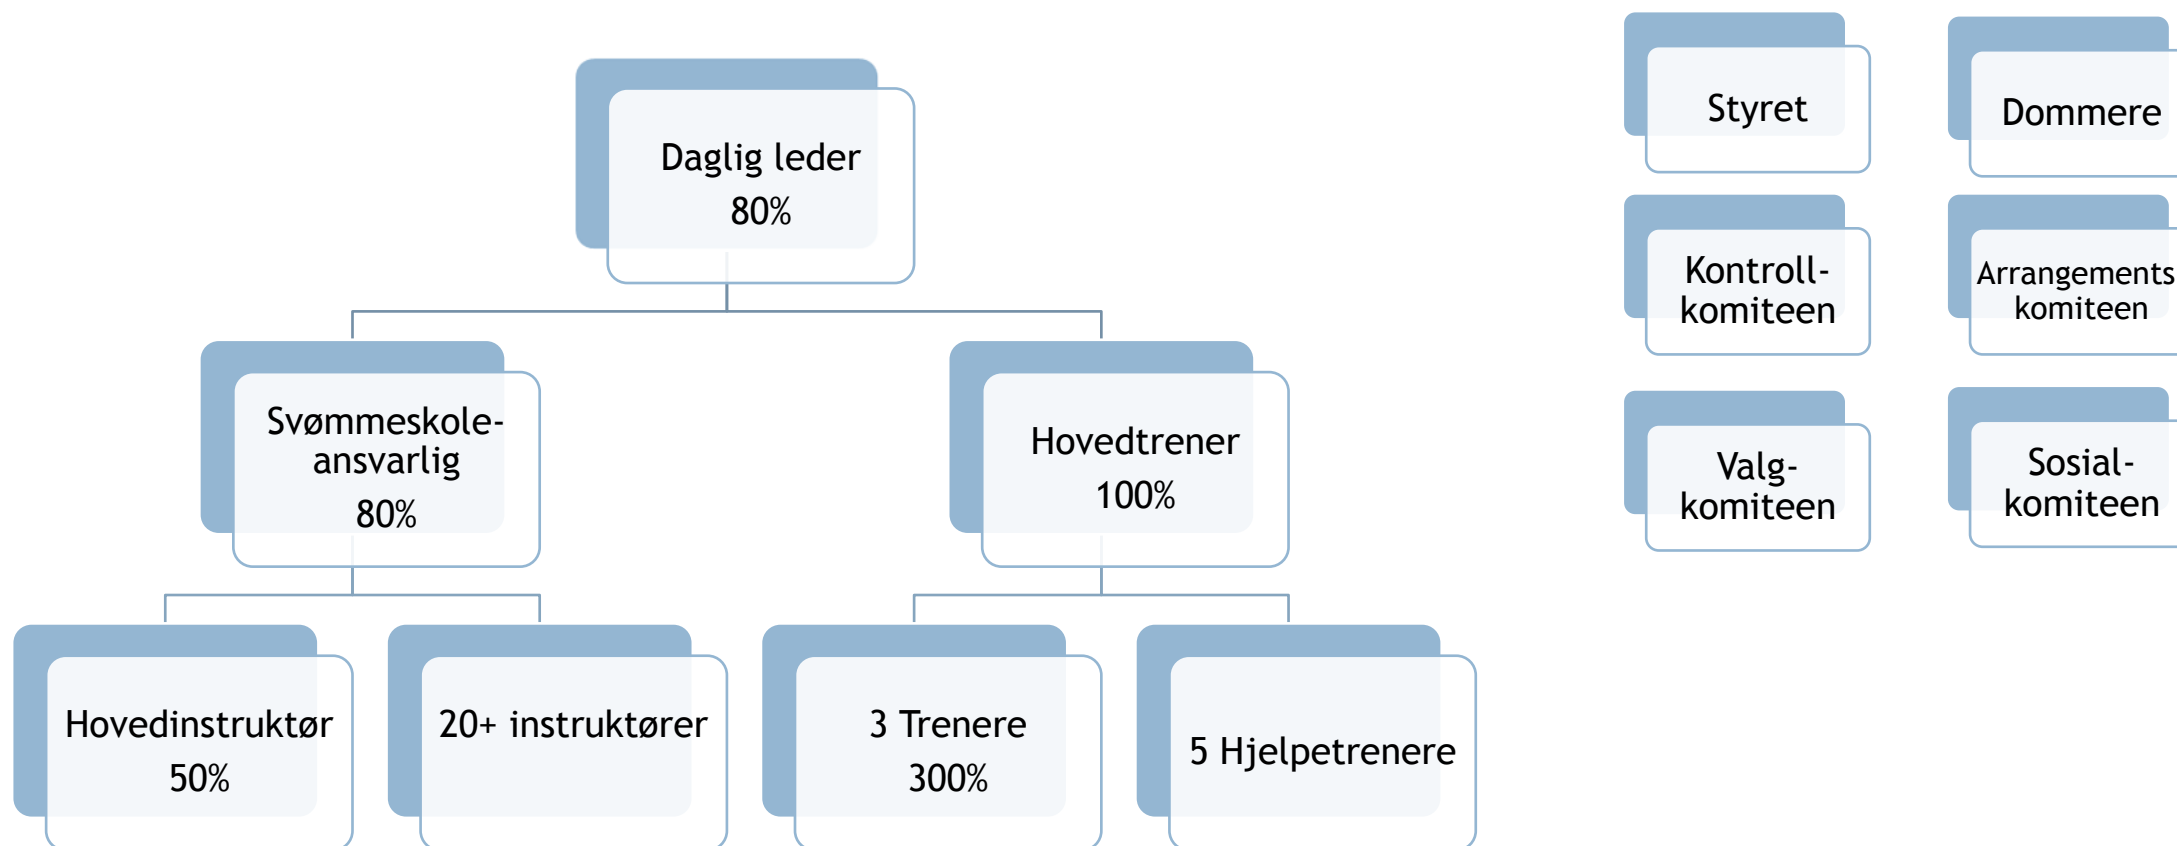 Daglig leder
80%
Svømmeskole-
ansvarlig
80%
Hovedtrener
100%
Hovedinstruktør
50%
20+ instruktører
3 Trenere
300%
5 Hjelpetrenere
Styret
Dommere
Kontroll-
komiteen
Arrangements
komiteen
Valg-
komiteen
Sosial-
komiteen